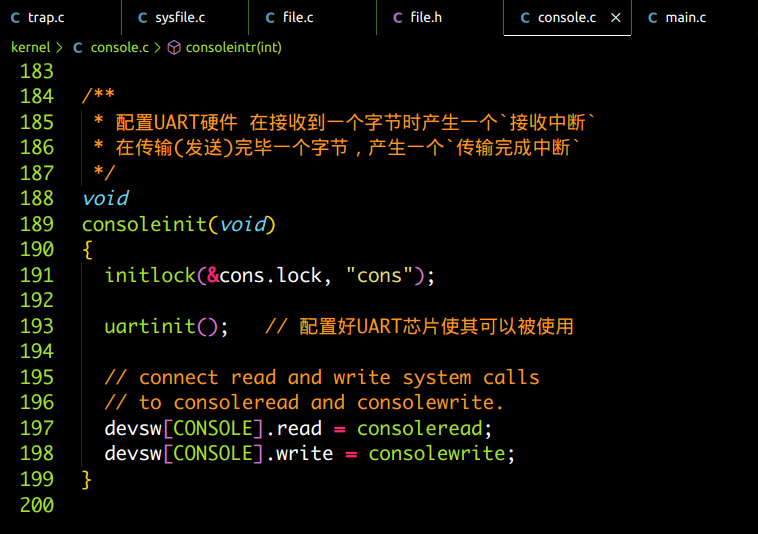 C trap.c C sysfile.c C file.c C file.h C console.c × C main.c
kernel > C console.c > consoleintr(int)
183
184 /**
185 * 配置UART硬件 在接收到一个字节时产生一个`接收中断`
186 * 在传输(发送)完毕一个字节，产生一个`传输完成中断`
187 */
188 void
189 consoleinit(void)
190 {
191 initlock(&cons.lock, "cons");
192
193 uartinit(); // 配置好UART芯片使其可以被使用
194
195 // connect read and write system calls
196 // to consoleread and consolewrite.
197 devsw[CONSOLE].read = consoleread;
198 devsw[CONSOLE].write = consolewrite;
199 }
200